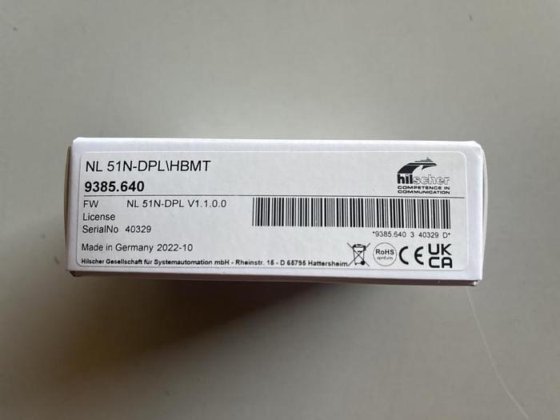 NL 51N-DPL\HBMT
9385.640
FW NL 51N-DPL V1.1.0.0
License
SerialNo 40329
Made in Germany 2022-10
Hilscher Gesellschaft für Systemautomation mbH - Rheinstr. 15 - D 65795 Hattersheim
hilscher
COMPETENCE IN
COMMUNICATION
*9385.640 3 40329 D*
RoHS
CE UK
CA